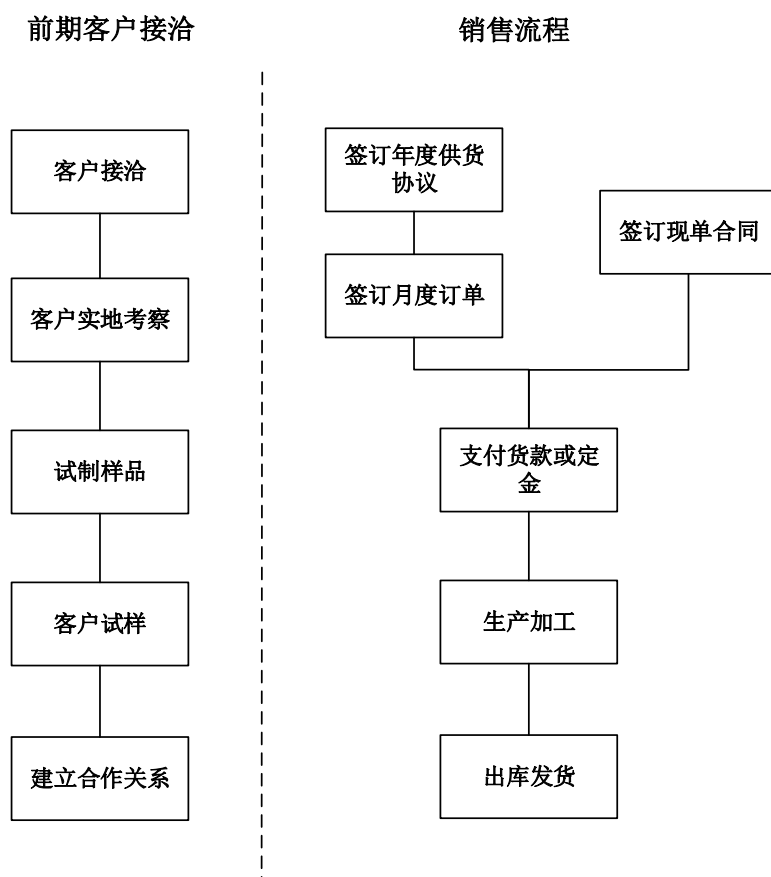 前期客户接洽
客户接洽
客户实地考察
试制样品
客户试样
建立合作关系
销售流程
签订年度供货
协议
签订月度订单
签订现单合同
支付货款或定
金
生产加工
出库发货